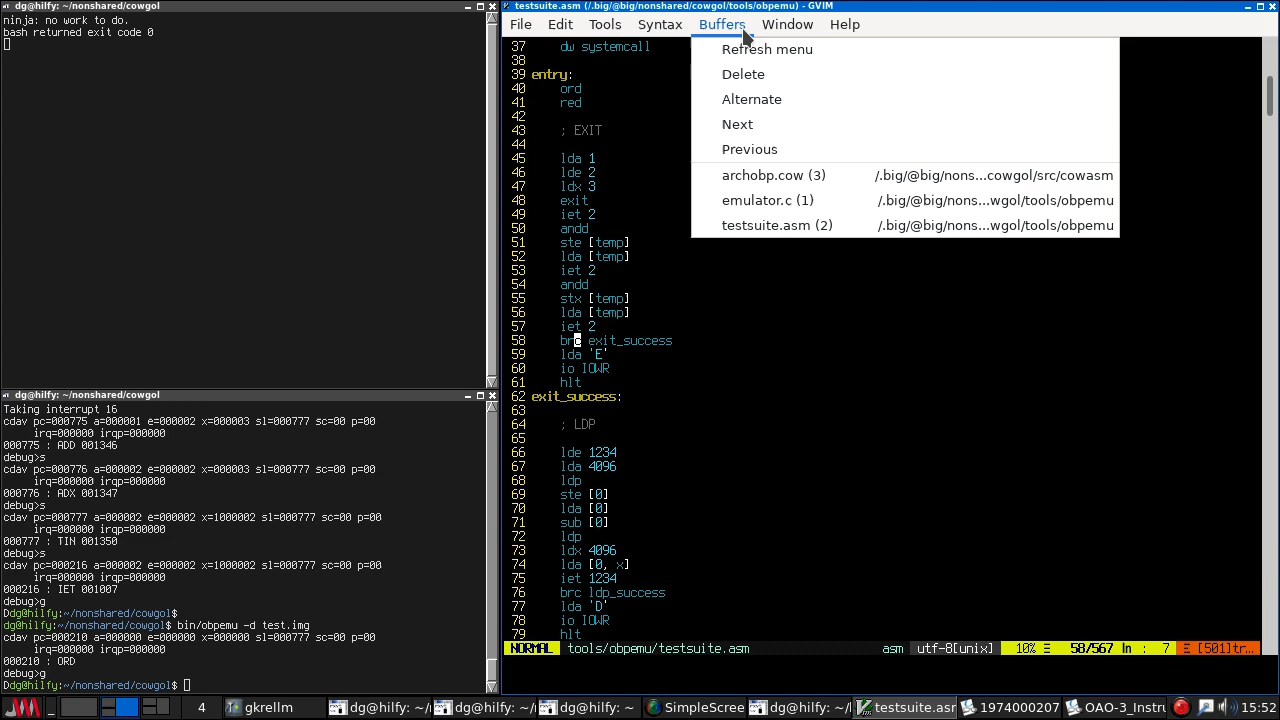 dg@hilfy: ~/nonshared/cowgol
ninja: no work to do.
bash returned exit code 0
dg@hilfy: ~/nonshared/cowgol
Taking interrupt 16
cdav pc=000775 a=000001 e=000002 x=000003 sl=000777 sc=00 p=00
irq=000000 irqp=000000
000775 : ADD 001346
debug>s
cdav pc=000776 a=000002 e=000002 x=000003 sl=000777 sc=00 p=00
irq=000000 irqp=000000
000776 : ADX 001347
debug>s
cdav pc=000777 a=000002 e=000002 x=1000002 sl=000777 sc=00 p=00
irq=000000 irqp=000000
000777 : TIN 001350
debug>s
cdav pc=000216 a=000002 e=000002 x=1000002 sl=000777 sc=00 p=00
irq=000000 irqp=000000
000216 : IET 001007
debug>g
Ddg@hilfy:~/nonshared/cowgol$
Ddg@hilfy:~/nonshared/cowgol$ bin/obpemu -d test.img
cdav pc=000210 a=000000 e=000000 x=000000 sl=000777 sc=00 p=00
irq=000000 irqp=000000
000210 : ORD
debug>g
Ddg@hilfy:~/nonshared/cowgol$
testsuite.asm (/.big/@big/nonshared/cowgol/tools/obpemu) - GVIM
File Edit Tools Syntax Buffers Window Help
Refresh menu
Delete
Alternate
Next
Previous
archobp.cow (3) /.big/@big/nons...cowgol/src/cowasm
emulator.c (1) /.big/@big/nons...wgol/tools/obpemu
testsuite.asm (2) /.big/@big/nons...wgol/tools/obpemu
37 dw systemcall
38
39 entry:
40 ord
41 red
42
43 ; EXIT
44
45 lda 1
46 lde 2
47 ldx 3
48 exit
49 iet 2
50 andd
51 ste [temp]
52 lda [temp]
53 iet 2
54 andd
55 stx [temp]
56 lda [temp]
57 iet 2
58 brc exit_success
59 lda 'E'
60 io IOWR
61 hlt
62 exit_success:
63
64 ; LDP
65
66 lde 1234
67 lda 4096
68 ldp
69 ste [0]
70 lda [0]
71 sub [0]
72 ldp
73 ldx 4096
74 lda [0, x]
75 iet 1234
76 brc ldp_success
77 lda 'D'
78 io IOWR
79 hlt
NORMAL tools/obpemu/testsuite.asm asm utf-8[unix] 10% ☰ 58/567 ln : 7 Ξ [501]tr…
4 gkrellm dg@hilfy: ~/ dg@hilfy: ~/ dg@hilfy: ~ SimpleScree dg@hilfy: ~/ testsuite.asm 1974000207 OAO-3_Instru 15:52